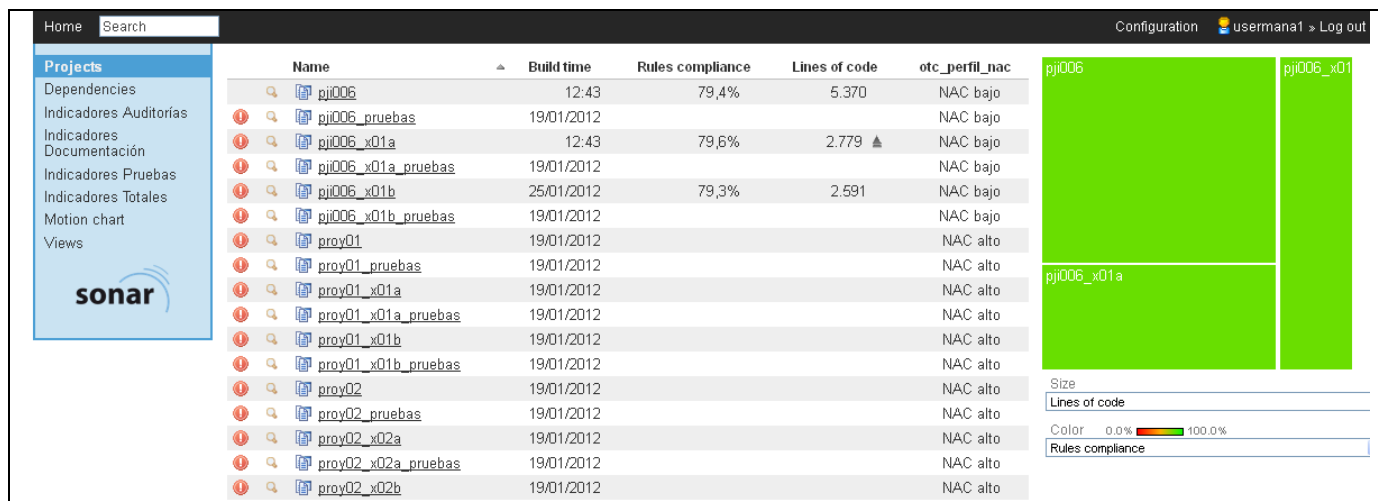 Home Search Configuration usermana1 » Log out
Projects
Dependencies
Indicadores Auditorías
Indicadores
Documentación
Indicadores Pruebas
Indicadores Totales
Motion chart
Views
sonar
Name Build time Rules compliance Lines of code otc_perfil_nac
pji006 12:43 79,4% 5.370 NAC bajo
pji006_pruebas 19/01/2012 NAC bajo
pji006_x01a 12:43 79,6% 2.779 NAC bajo
pji006_x01a_pruebas 19/01/2012 NAC bajo
pji006_x01b 25/01/2012 79,3% 2.591 NAC bajo
pji006_x01b_pruebas 19/01/2012 NAC bajo
proy01 19/01/2012 NAC alto
proy01_pruebas 19/01/2012 NAC alto
proy01_x01a 19/01/2012 NAC alto
proy01_x01a_pruebas 19/01/2012 NAC alto
proy01_x01b 19/01/2012 NAC alto
proy01_x01b_pruebas 19/01/2012 NAC alto
proy02 19/01/2012 NAC alto
proy02_pruebas 19/01/2012 NAC alto
proy02_x02a 19/01/2012 NAC alto
proy02_x02a_pruebas 19/01/2012 NAC alto
proy02_x02b 19/01/2012 NAC alto
pji006 pji006_x01
pji006_x01a
Size
Lines of code
Color 0.0% 100.0%
Rules compliance